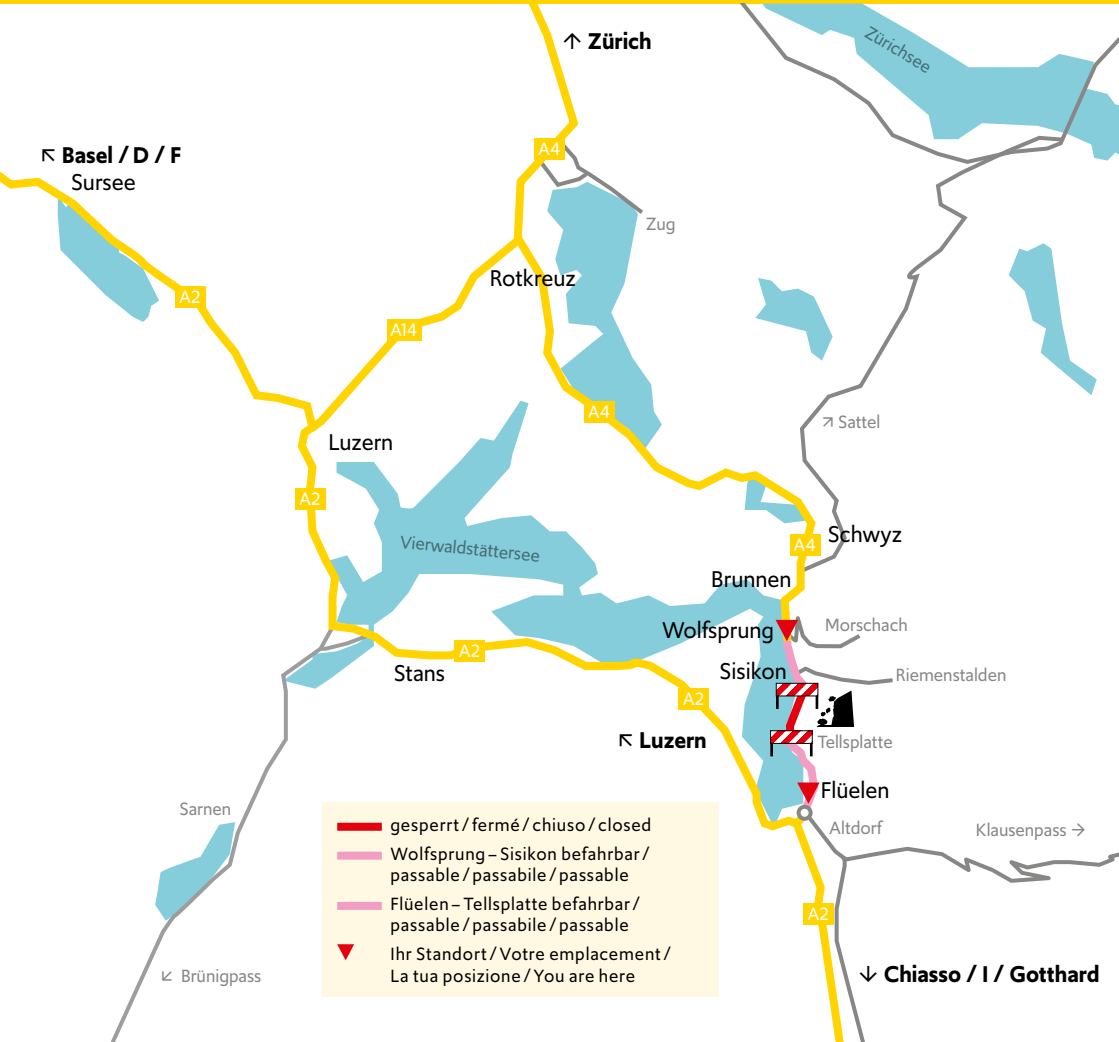 ↑ Zürich
Zürichsee
↖ Basel / D / F
Sursee
A4
Zug
Rotkreuz
A2
A14
A4
↗ Sattel
Luzern
A2
Vierwaldstättersee
Schwyz
A4
Brunnen
Wolfsprung
Morschach
Stans
A2
Sisikon
Riemenstalden
A2
↖ Luzern
Tellsplatte
Flüelen
Altdorf
Klausenpass →
Sarnen
gesperrt / fermé / chiuso / closed
Wolfsprung – Sisikon befahrbar /
passable / passabile / passable
Flüelen – Tellsplatte befahrbar /
passable / passabile / passable
Ihr Standort / Votre emplacement /
La tua posizione / You are here
A2
↙ Brünigpass
↓ Chiasso / I / Gotthard